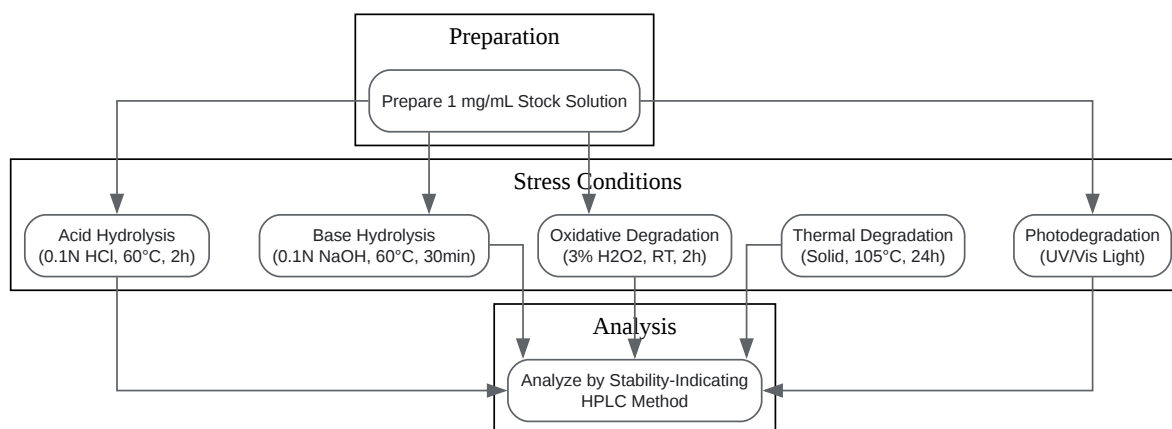 Preparation
Prepare 1 mg/mL Stock Solution
Stress Conditions
Acid Hydrolysis
(0.1N HCl, 60°C, 2h)
Base Hydrolysis
(0.1N NaOH, 60°C, 30min)
Oxidative Degradation
(3% H2O2, RT, 2h)
Thermal Degradation
(Solid, 105°C, 24h)
Photodegradation
(UV/Vis Light)
Analysis
Analyze by Stability-Indicating
HPLC Method